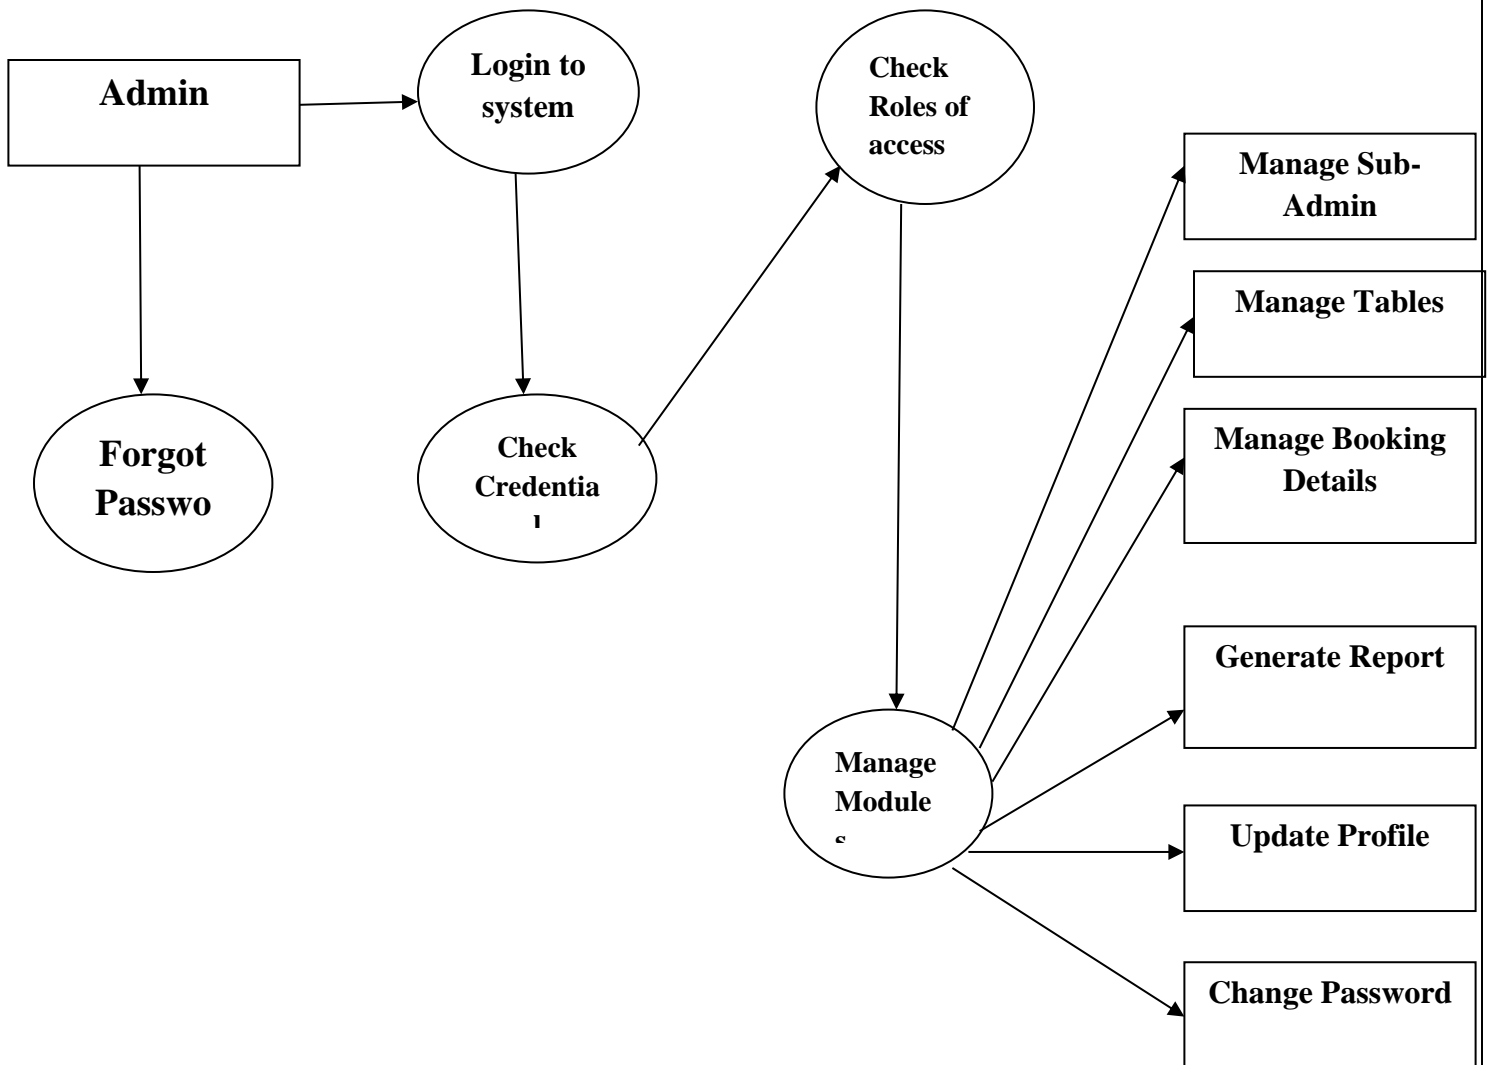 Admin
Login to
system
Check
Roles of
access
Manage Sub-
Admin
Manage Tables
Forgot
Passwo
Check
Credentia
l
Manage Booking
Details
Generate Report
Manage
Module
s
Update Profile
Change Password